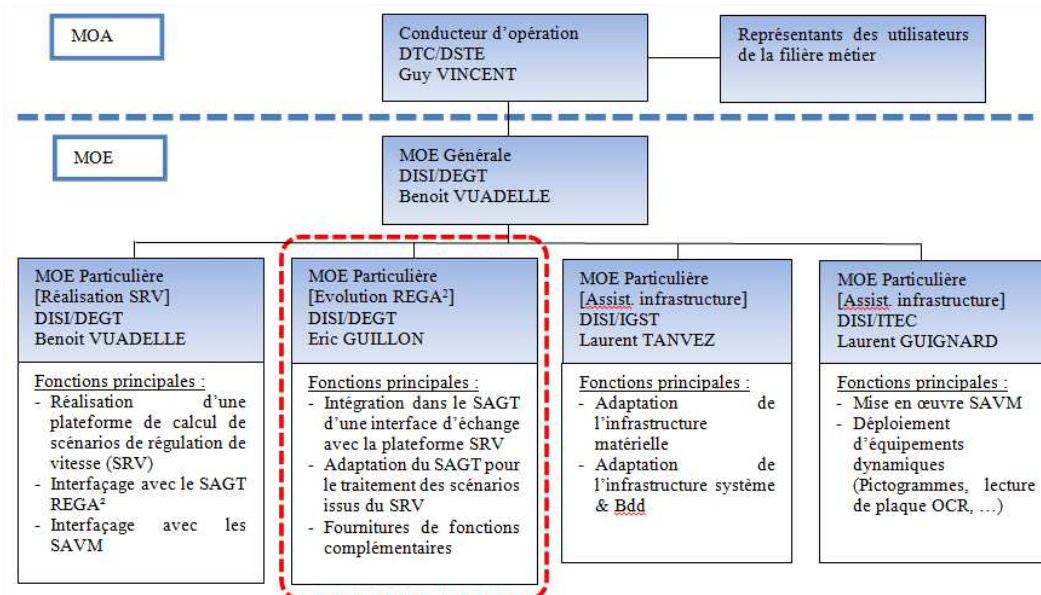 MOA
Conducteur d'opération
DTC/DSTE
Guy VINCENT
Représentants des utilisateurs
de la filière métier
MOE
MOE Générale
DISI/DEGT
Benoit VUADELLE
MOE Particulière
[Réalisation SRV]
DISI/DEGT
Benoit VUADELLE
Fonctions principales :
- Réalisation d'une
plateforme de calcul de
scénarios de régulation de
vitesse (SRV)
- Interfaçage avec le SAGT
REGA²
- Interfaçage avec les
SAVM
MOE Particulière
[Evolution REGA²]
DISI/DEGT
Eric GUILLON
Fonctions principales :
- Intégration dans le SAGT
d'une interface d'échange
avec la plateforme SRV
- Adaptation du SAGT pour
le traitement des scénarios
issus du SRV
- Fournitures de fonctions
complémentaires
MOE Particulière
[Assist. infrastructure]
DISI/IGST
Laurent TANVEZ
Fonctions principales :
- Adaptation de
l'infrastructure
matérielle
- Adaptation de
l'infrastructure système
& Bdd
MOE Particulière
[Assist. infrastructure]
DISI/ITEC
Laurent GUIGNARD
Fonctions principales :
- Mise en œuvre SAVM
- Déploiement
d'équipements
dynamiques
(Pictogrammes, lecture
de plaque OCR, …)